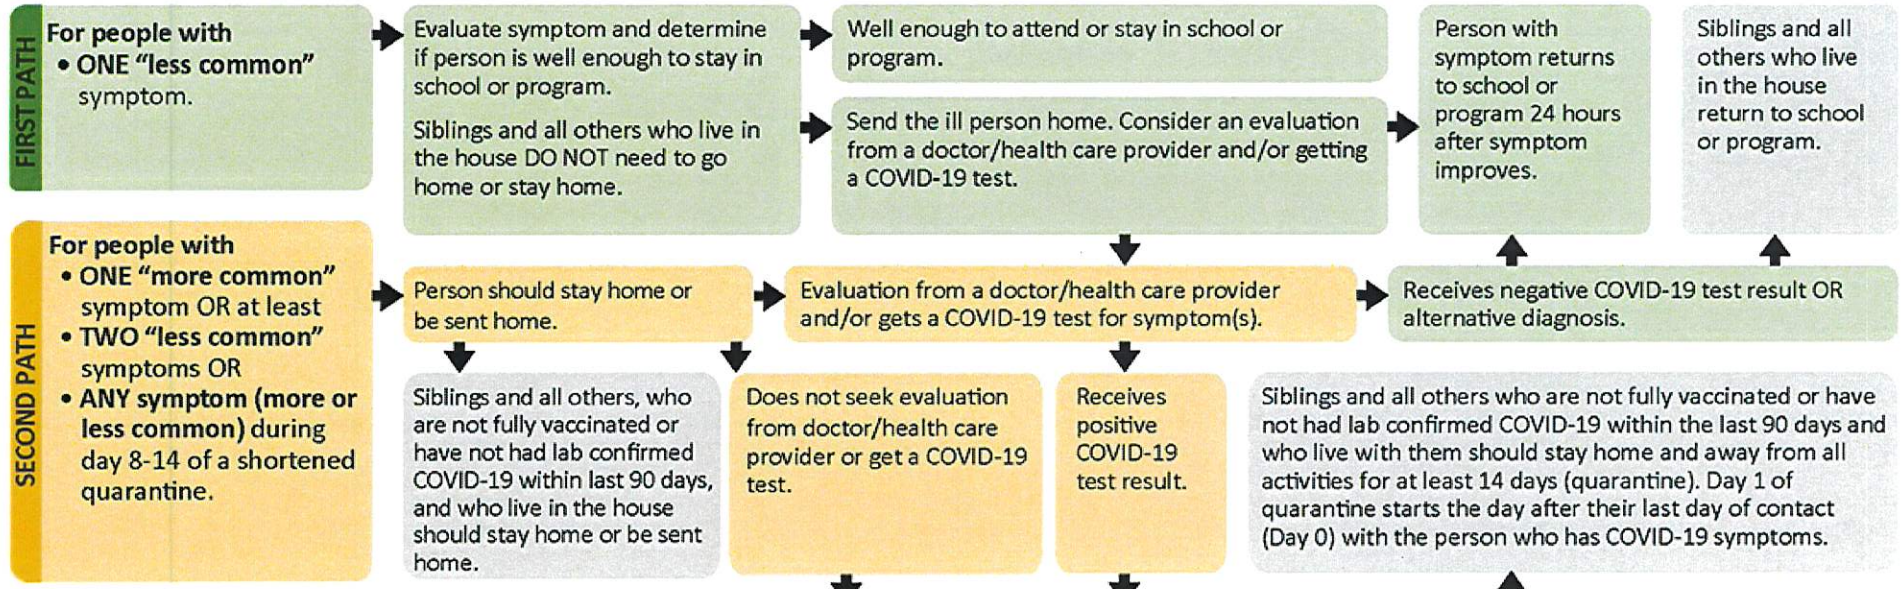 FIRST PATH
For people with
• ONE “less common”
symptom.
Evaluate symptom and determine
if person is well enough to stay in
school or program.
Siblings and all others who live in
the house DO NOT need to go
home or stay home.
Well enough to attend or stay in school or
program.
Send the ill person home. Consider an evaluation
from a doctor/health care provider and/or getting
a COVID-19 test.
Person with
symptom returns
to school or
program 24 hours
after symptom
improves.
Siblings and all
others who live
in the house
return to school
or program.
SECOND PATH
For people with
• ONE “more common”
symptom OR at least
• TWO “less common”
symptoms OR
• ANY symptom (more or
less common) during
day 8-14 of a shortened
quarantine.
Person should stay home or
be sent home.
Evaluation from a doctor/health care provider
and/or gets a COVID-19 test for symptom(s).
Receives negative COVID-19 test result OR
alternative diagnosis.
Siblings and all others, who
are not fully vaccinated or
have not had lab confirmed
COVID-19 within last 90 days,
and who live in the house
should stay home or be sent
home.
Does not seek evaluation
from doctor/health care
provider or get a COVID-19
test.
Receives
positive
COVID-19
test result.
Siblings and all others who are not fully vaccinated or have
not had lab confirmed COVID-19 within the last 90 days and
who live with them should stay home and away from all
activities for at least 14 days (quarantine). Day 1 of
quarantine starts the day after their last day of contact
(Day 0) with the person who has COVID-19 symptoms.